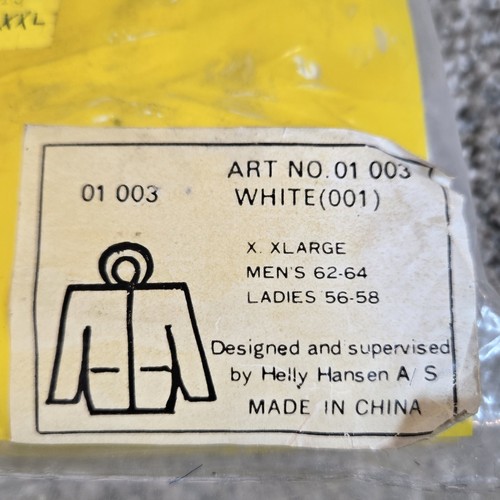 XXL
ART NO. 01 003
01 003
WHITE(001)
X. XLARGE
MEN'S 62-64
LADIES 56-58
Designed and supervised
by Helly Hansen A/S
MADE IN CHINA